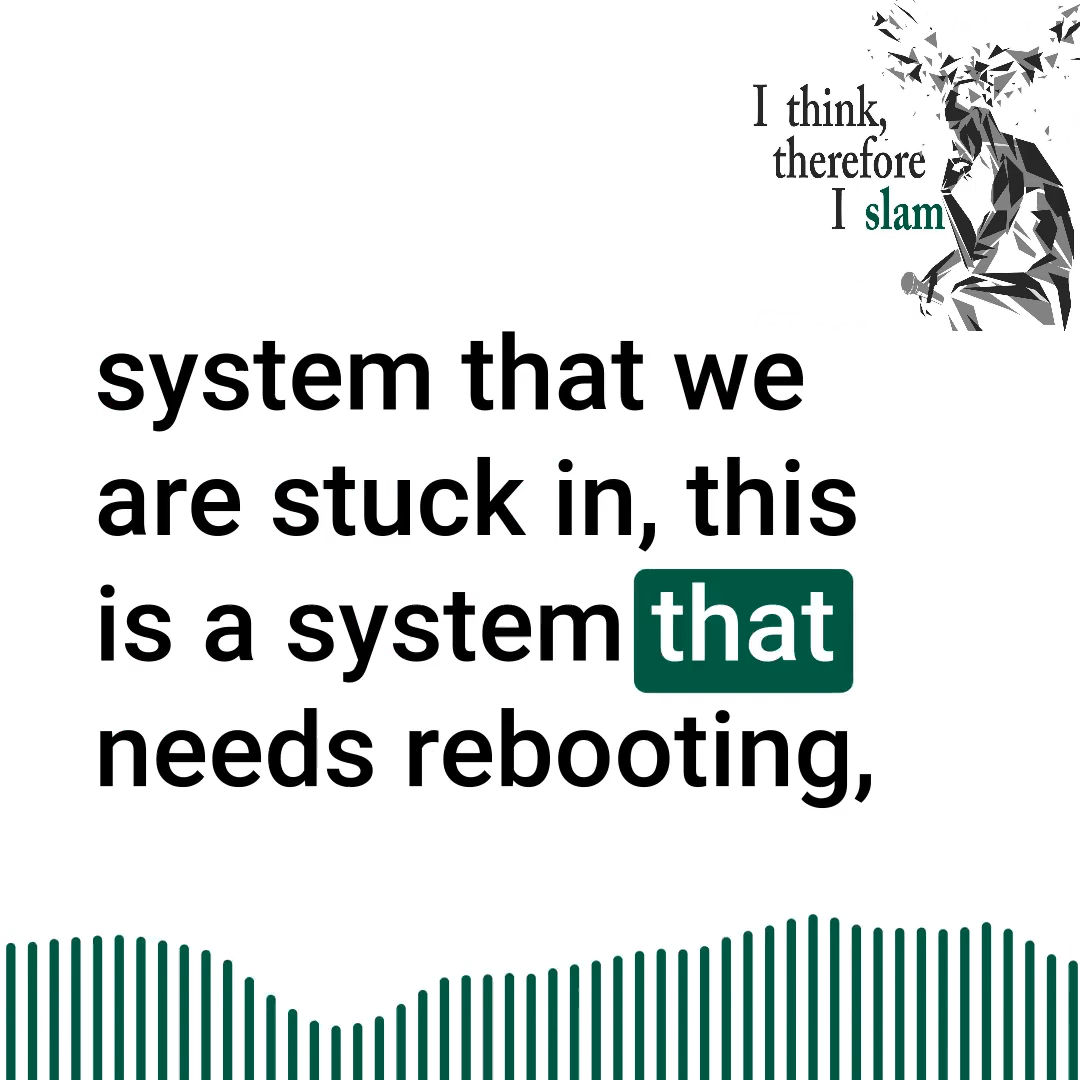 I think,
therefore
I slam
system that we
are stuck in, this
is a system that
needs rebooting,